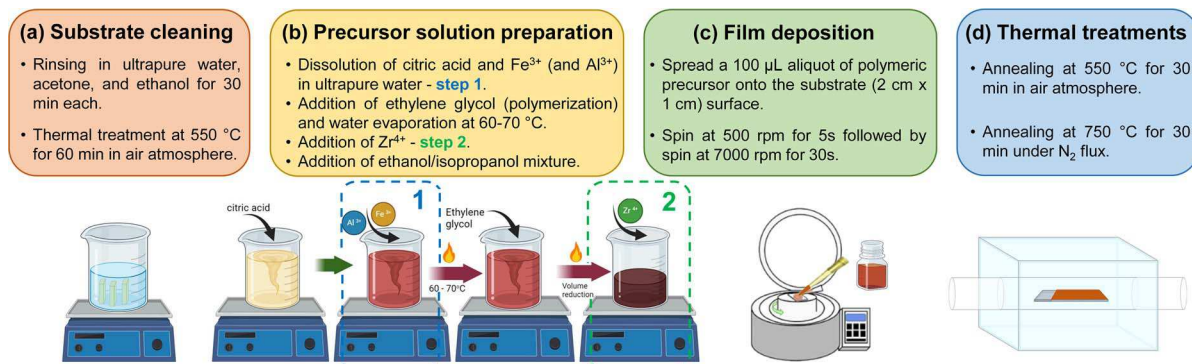 (a) Substrate cleaning
• Rinsing in ultrapure water,
acetone, and ethanol for 30
min each.
• Thermal treatment at 550 °C
for 60 min in air atmosphere.
(b) Precursor solution preparation
• Dissolution of citric acid and Fe³⁺ (and Al³⁺)
in ultrapure water - step 1.
• Addition of ethylene glycol (polymerization)
and water evaporation at 60-70 °C.
• Addition of Zr⁴⁺ - step 2.
• Addition of ethanol/isopropanol mixture.
(c) Film deposition
• Spread a 100 µL aliquot of polymeric
precursor onto the substrate (2 cm x
1 cm) surface.
• Spin at 500 rpm for 5s followed by
spin at 7000 rpm for 30s.
(d) Thermal treatments
• Annealing at 550 °C for 30
min in air atmosphere.
• Annealing at 750 °C for 30
min under N₂ flux.
citric acid
1
Al ³⁺
Fe ³⁺
60 - 70°C
Ethylene
glycol
Volume
reduction
2
Zr ⁴⁺